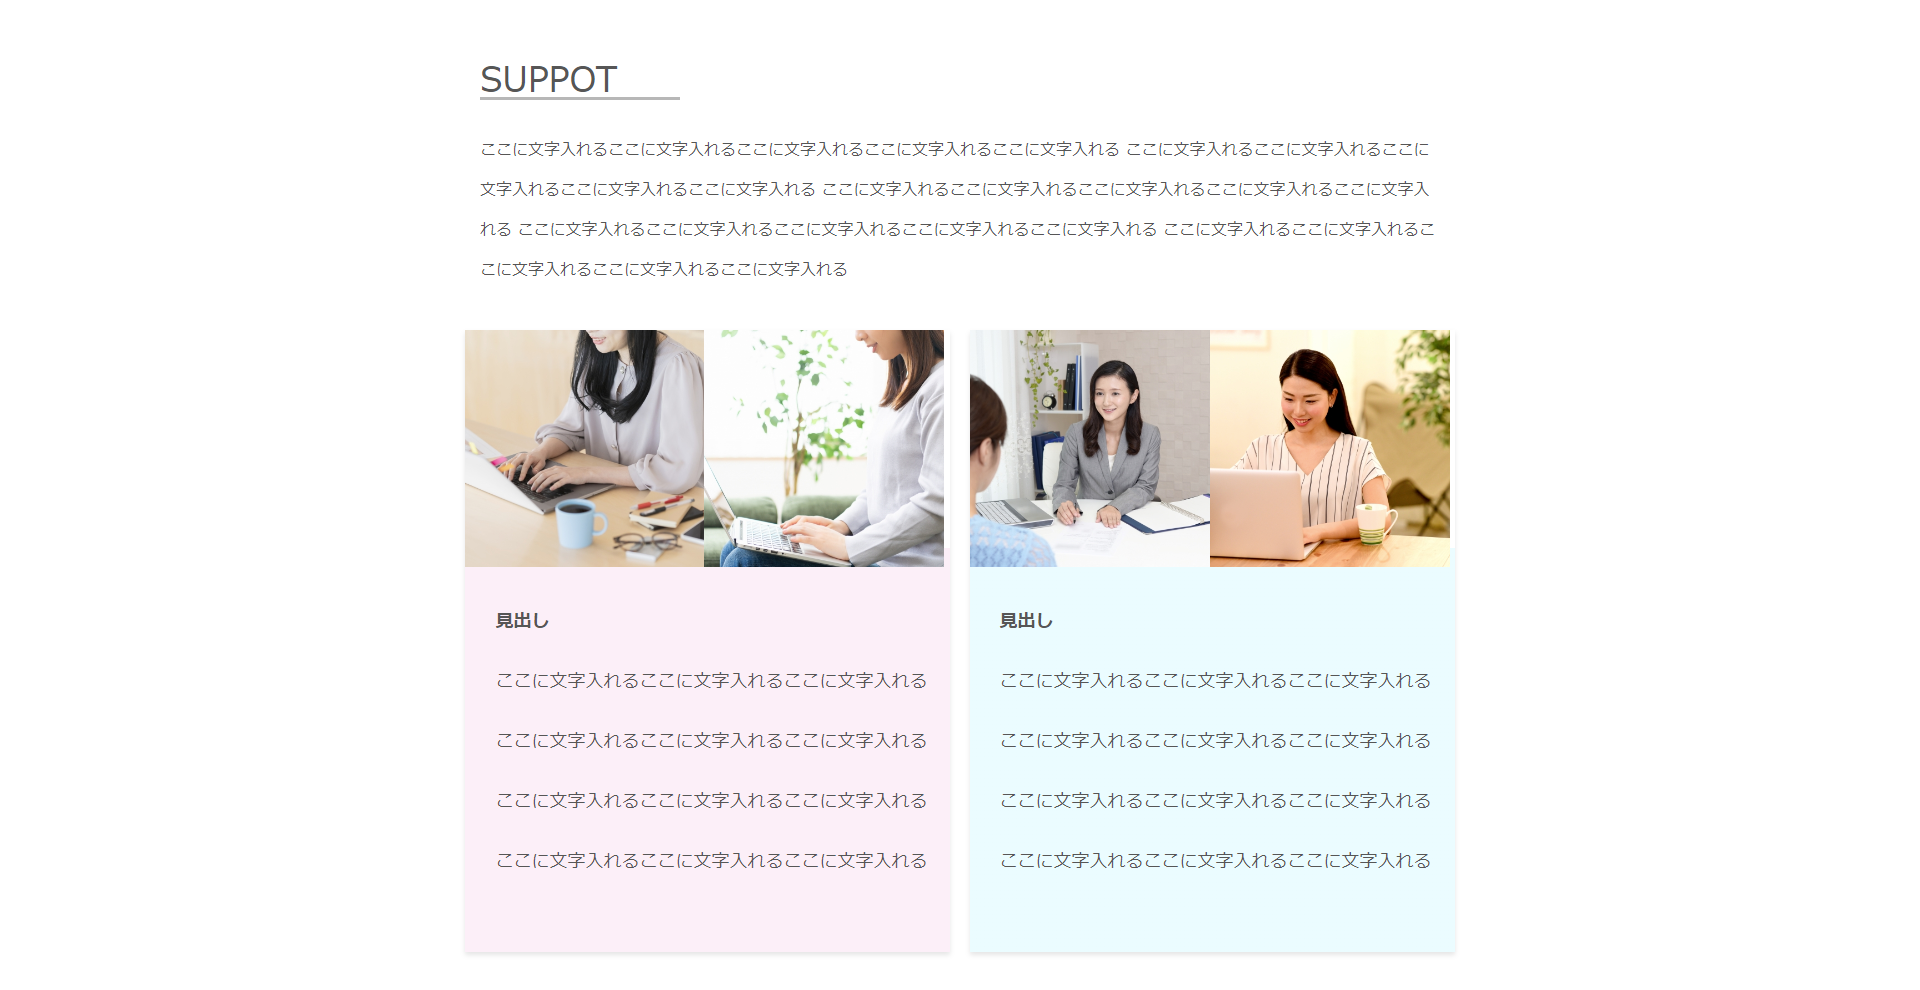 SUPPOT
ここに文字入れるここに文字入れるここに文字入れるここに文字入れるここに文字入れる ここに文字入れるここに文字入れるここに
文字入れるここに文字入れるここに文字入れる ここに文字入れるここに文字入れるここに文字入れるここに文字入れるここに文字入
れる ここに文字入れるここに文字入れるここに文字入れるここに文字入れるここに文字入れる ここに文字入れるここに文字入れるこ
こに文字入れるここに文字入れるここに文字入れる
見出し
ここに文字入れるここに文字入れるここに文字入れる
ここに文字入れるここに文字入れるここに文字入れる
ここに文字入れるここに文字入れるここに文字入れる
ここに文字入れるここに文字入れるここに文字入れる
見出し
ここに文字入れるここに文字入れるここに文字入れる
ここに文字入れるここに文字入れるここに文字入れる
ここに文字入れるここに文字入れるここに文字入れる
ここに文字入れるここに文字入れるここに文字入れる